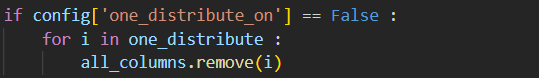 if config['one_distribute_on'] == False :
    for i in one_distribute :
        all_columns.remove(i)